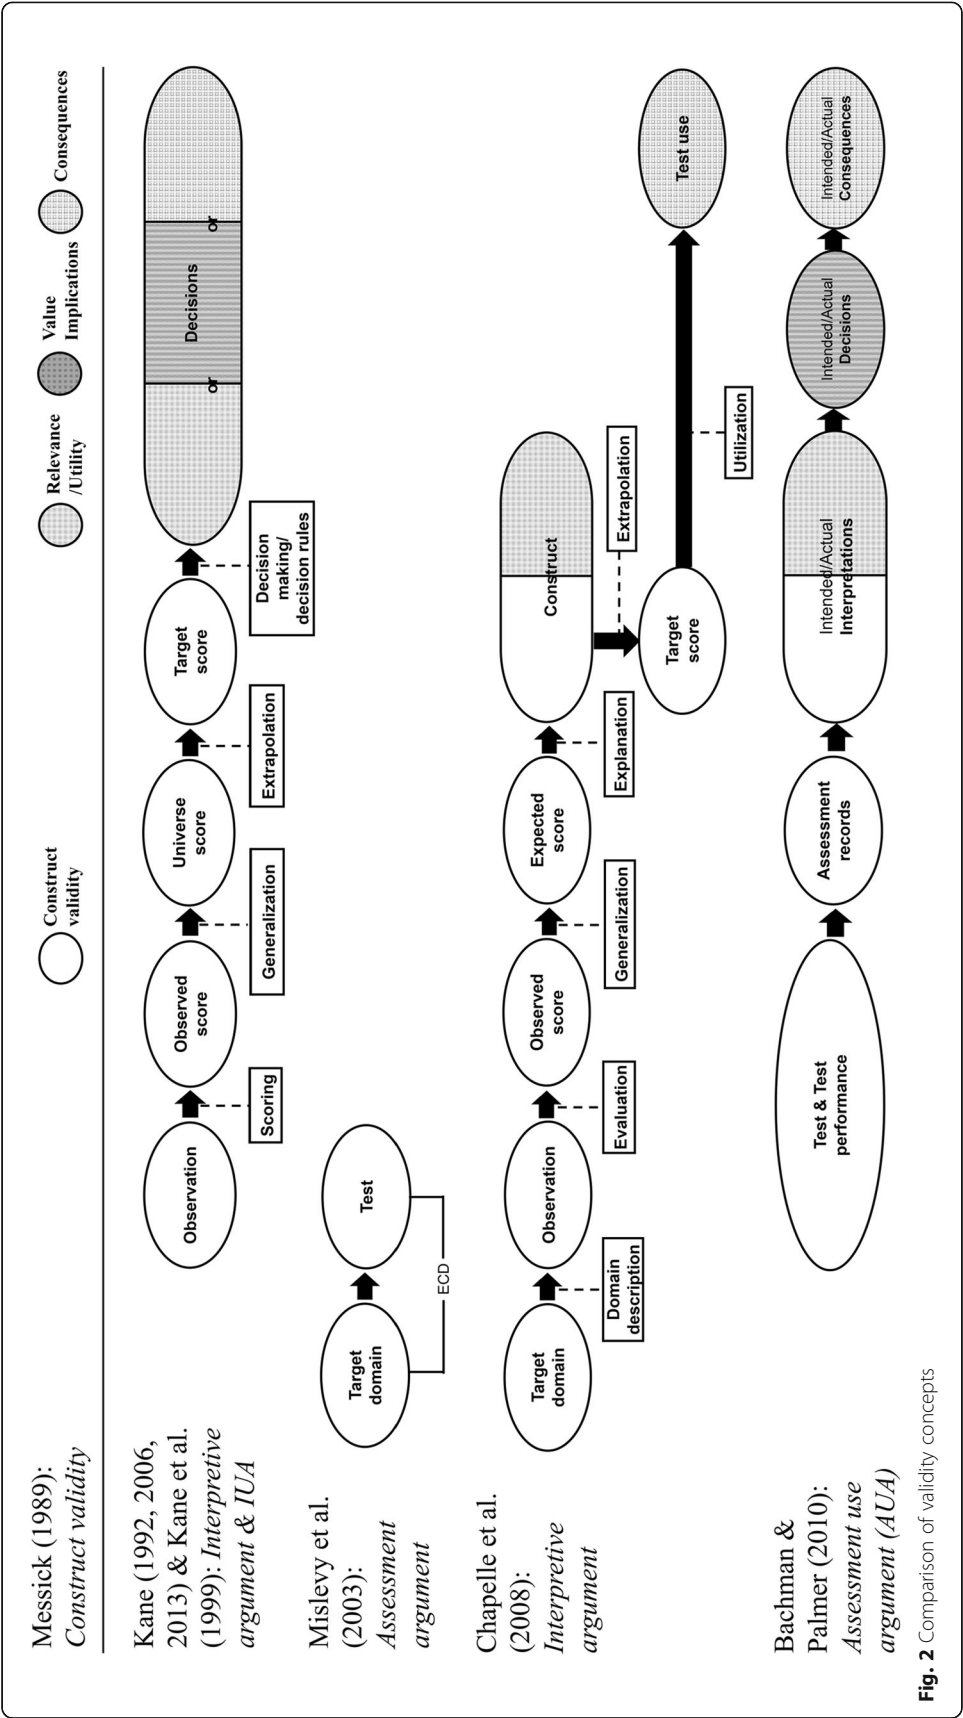 Messick (1989):
Construct validity
Construct
validity
Relevance
/Utility
Value
Implications
Consequences
Kane (1992, 2006,
2013) & Kane et al.
(1999): Interpretive
argument & IUA
Observation
Scoring
Observed
score
Generalization
Universe
score
Extrapolation
Target
score
Decision
making/
decision rules
or
Decisions
or
Mislevy et al.
(2003):
Assessment
argument
Target
domain
Test
ECD
Chapelle et al.
(2008):
Interpretive
argument
Target
domain
Domain
description
Observation
Evaluation
Observed
score
Generalization
Expected
score
Explanation
Construct
Extrapolation
Target
score
Utilization
Test use
Bachman &
Palmer (2010):
Assessment use
argument (AUA)
Test & Test
performance
Assessment
records
Intended/Actual
Interpretations
Intended/Actual
Decisions
Intended/Actual
Consequences
Fig. 2 Comparison of validity concepts